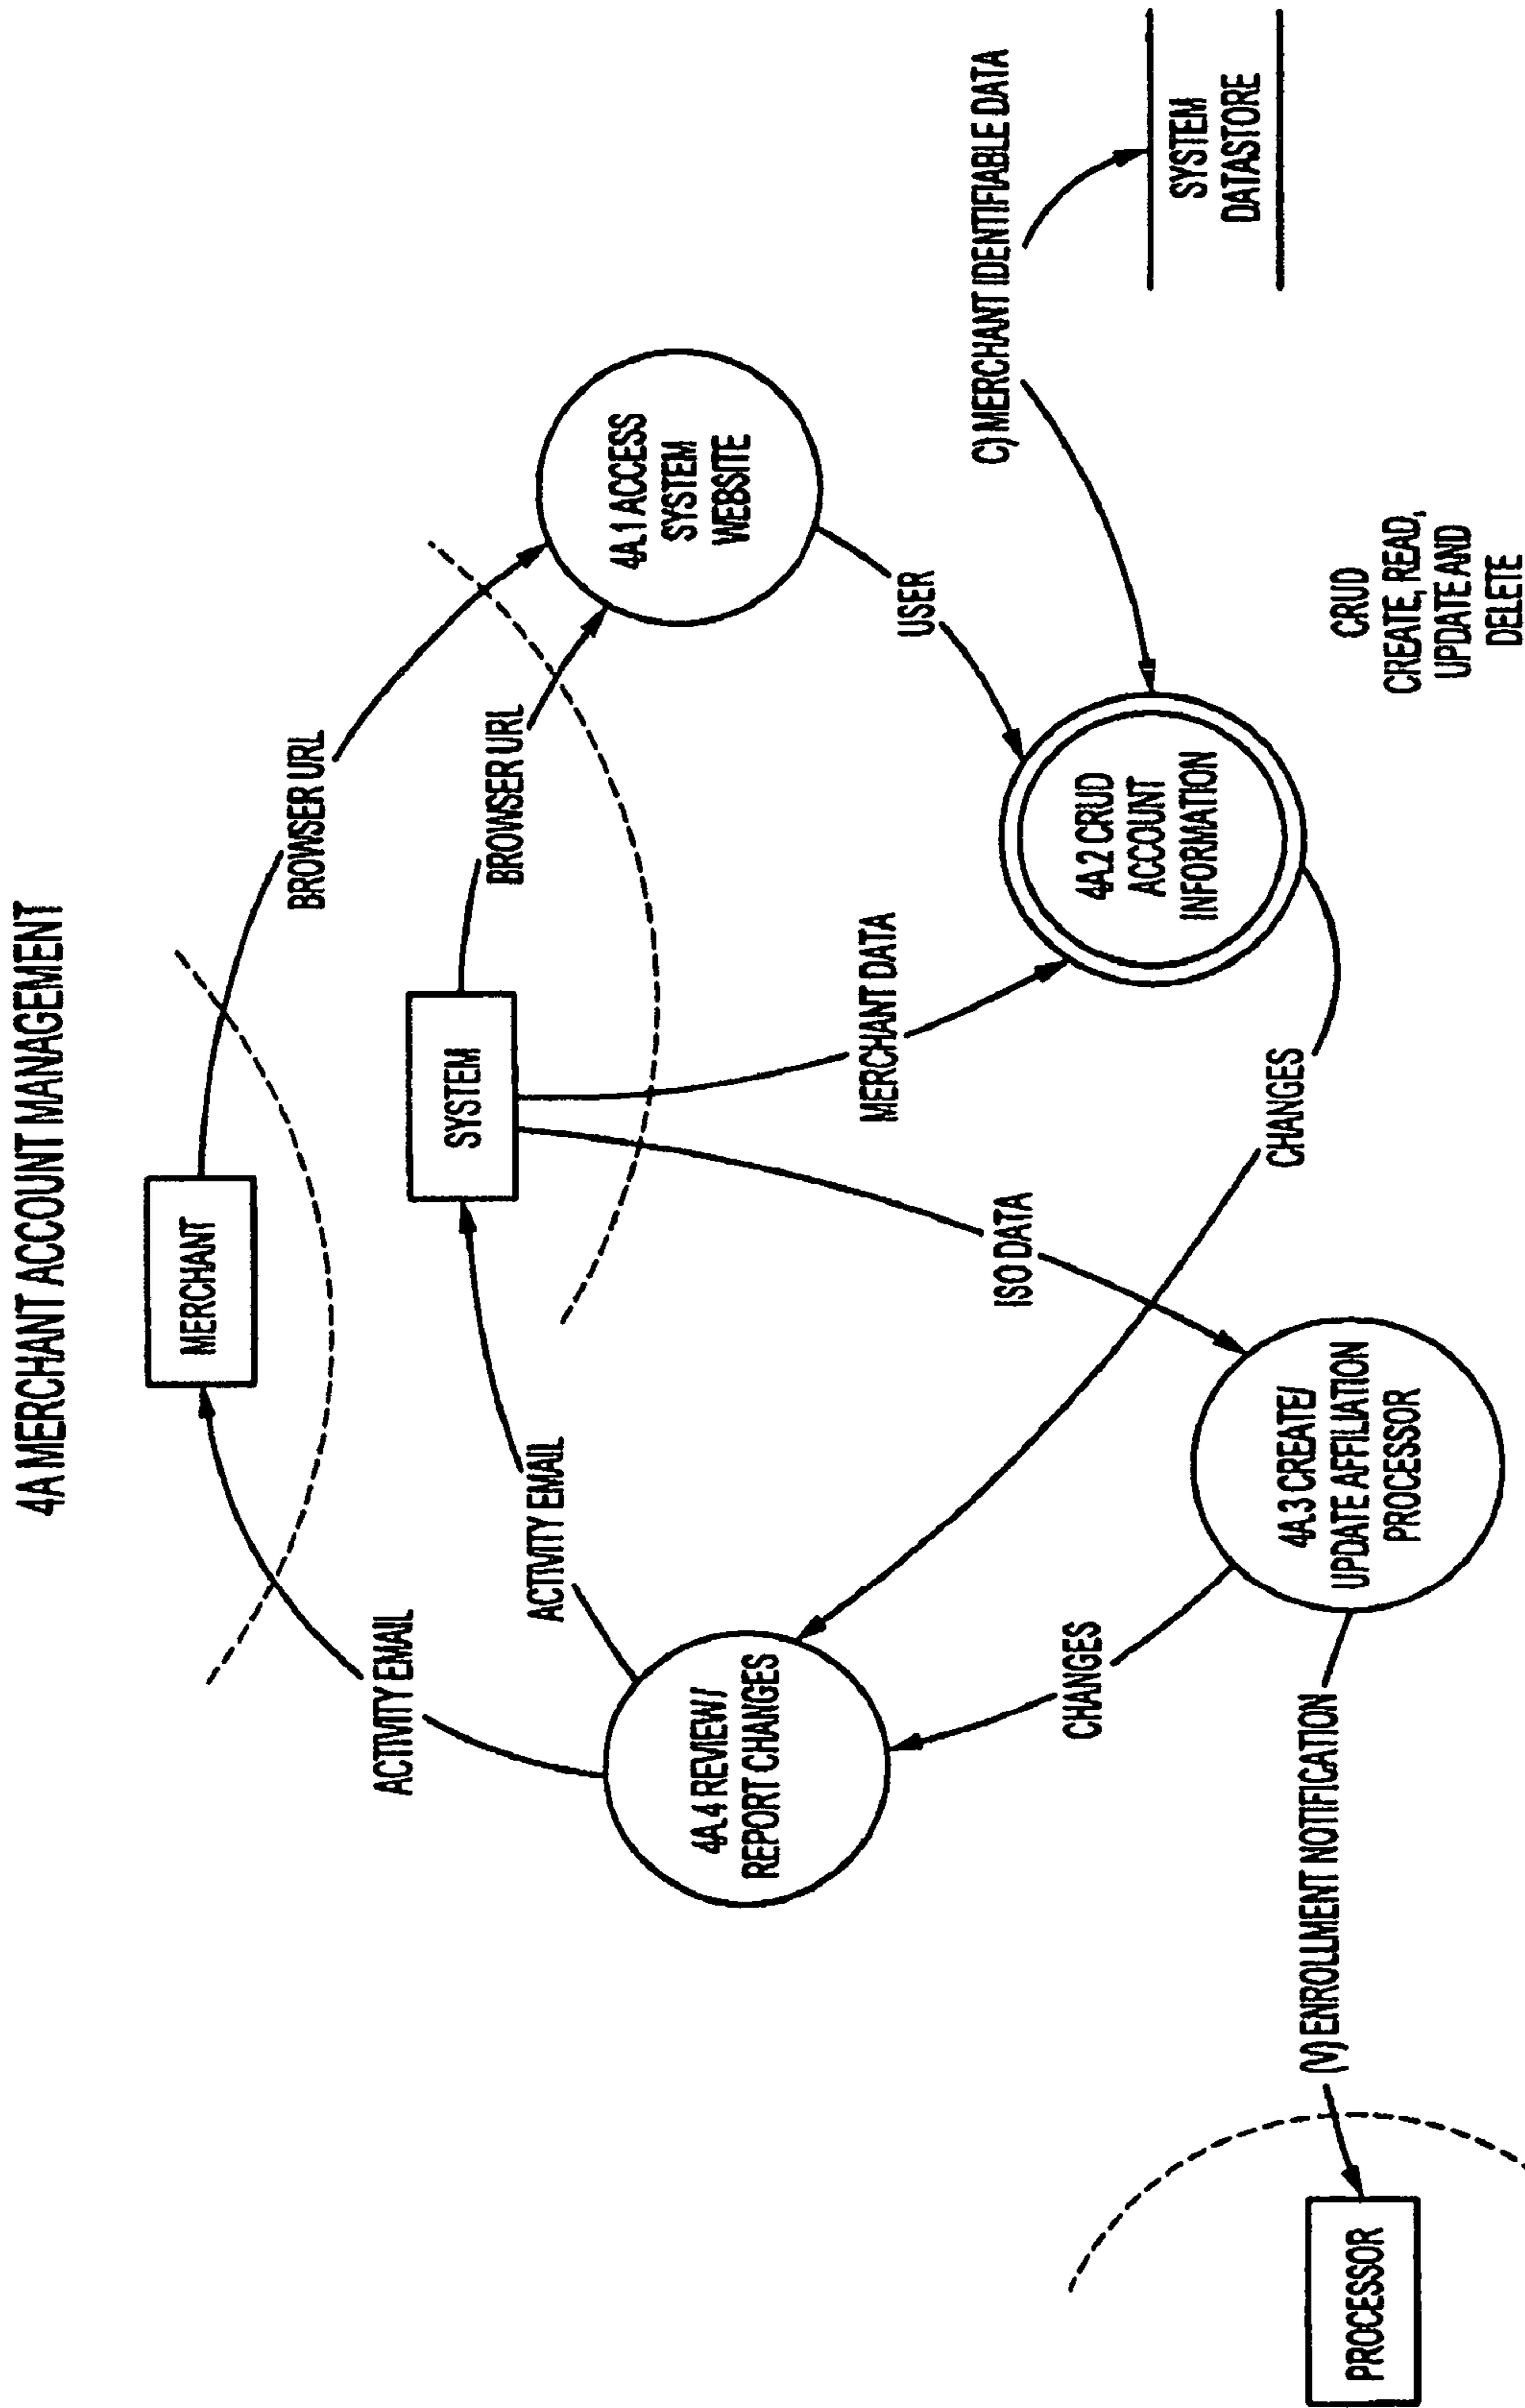 4A MERCHANT ACCOUNT MANAGEMENT
MERCHANT
BROWSER URL
ACTIVITY EMAIL
SYSTEM
BROWSER URL
ACTIVITY EMAIL
4A.1 ACCESS
SYSTEM
WEBSITE
4A.4 REVIEW/
REPORT CHANGES
MERCHANT DATA
USER
ISO DATA
C) MERCHANT IDENTIFIABLE DATA
CHANGES
4A.2 CRUD
ACCOUNT
INFORMATION
SYSTEM
DATASTORE
CHANGES
4A.3 CREATE/
UPDATE AFFILIATION
PROCESSOR
(V) ENROLLMENT NOTIFICATION
PROCESSOR
CRUD
CREATE, READ,
UPDATE AND
DELETE